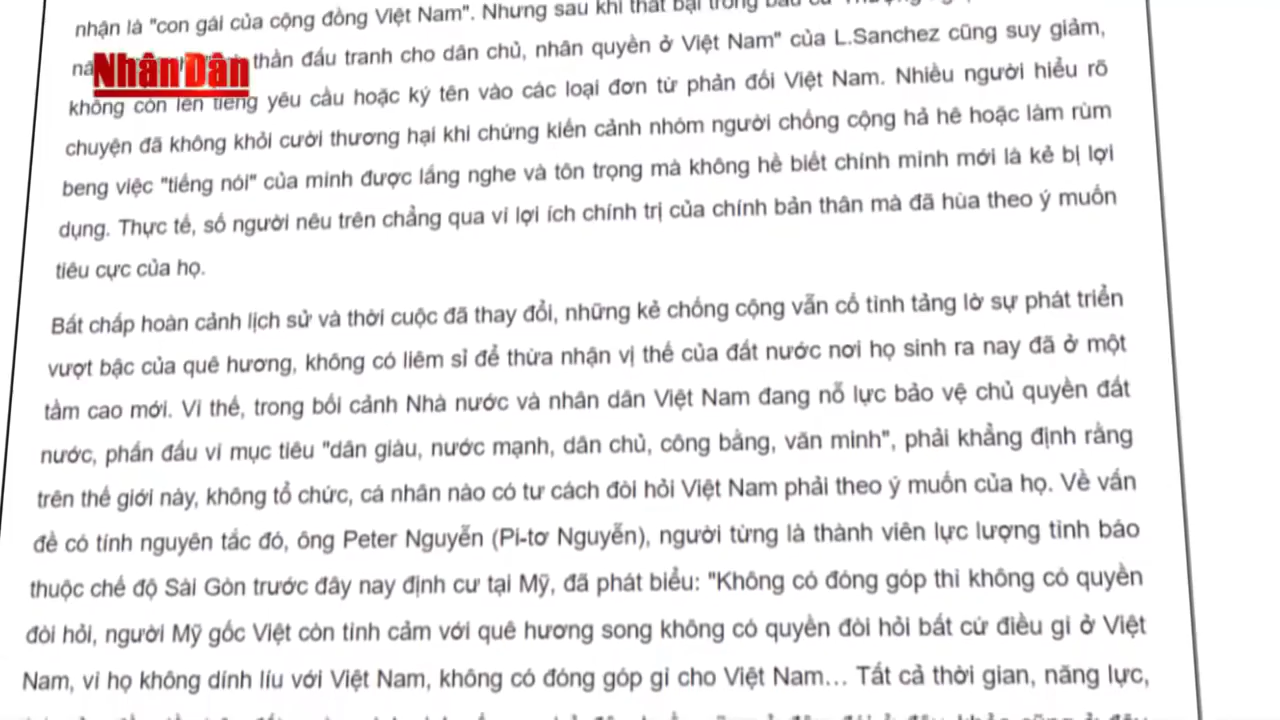 nhận là "con gái của cộng đồng Việt Nam". Nhưng sau khi thất bại trong
Nhân Dân
thần đấu tranh cho dân chủ, nhân quyền ở Việt Nam" của L.Sanchez cũng suy giảm,
không còn lên tiếng yêu cầu hoặc ký tên vào các loại đơn từ phản đối Việt Nam. Nhiều người hiểu rõ
chuyện đã không khỏi cười thương hại khi chứng kiến cảnh nhóm người chống cộng hả hê hoặc làm rùm
beng việc "tiếng nói" của mình được lắng nghe và tôn trọng mà không hề biết chính mình mới là kẻ bị lợi
dụng. Thực tế, số người nêu trên chẳng qua vì lợi ích chính trị của chính bản thân mà đã hùa theo ý muốn
tiêu cực của họ.
Bất chấp hoàn cảnh lịch sử và thời cuộc đã thay đổi, những kẻ chống cộng vẫn cố tình tảng lờ sự phát triển
vượt bậc của quê hương, không có liêm sỉ để thừa nhận vị thế của đất nước nơi họ sinh ra nay đã ở một
tầm cao mới. Vì thế, trong bối cảnh Nhà nước và nhân dân Việt Nam đang nỗ lực bảo vệ chủ quyền đất
nước, phấn đấu vì mục tiêu "dân giàu, nước mạnh, dân chủ, công bằng, văn minh", phải khẳng định rằng
trên thế giới này, không tổ chức, cá nhân nào có tư cách đòi hỏi Việt Nam phải theo ý muốn của họ. Về vấn
đề có tính nguyên tắc đó, ông Peter Nguyễn (Pi-tơ Nguyễn), người từng là thành viên lực lượng tình báo
thuộc chế độ Sài Gòn trước đây nay định cư tại Mỹ, đã phát biểu: "Không có đóng góp thì không có quyền
đòi hỏi, người Mỹ gốc Việt còn tình cảm với quê hương song không có quyền đòi hỏi bất cứ điều gì ở Việt
Nam, vì họ không dính líu với Việt Nam, không có đóng góp gì cho Việt Nam… Tất cả thời gian, năng lực,